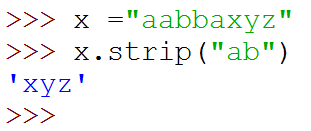 >>> x ="aabbaxyz"
>>> x.strip("ab")
'xyz'
>>>